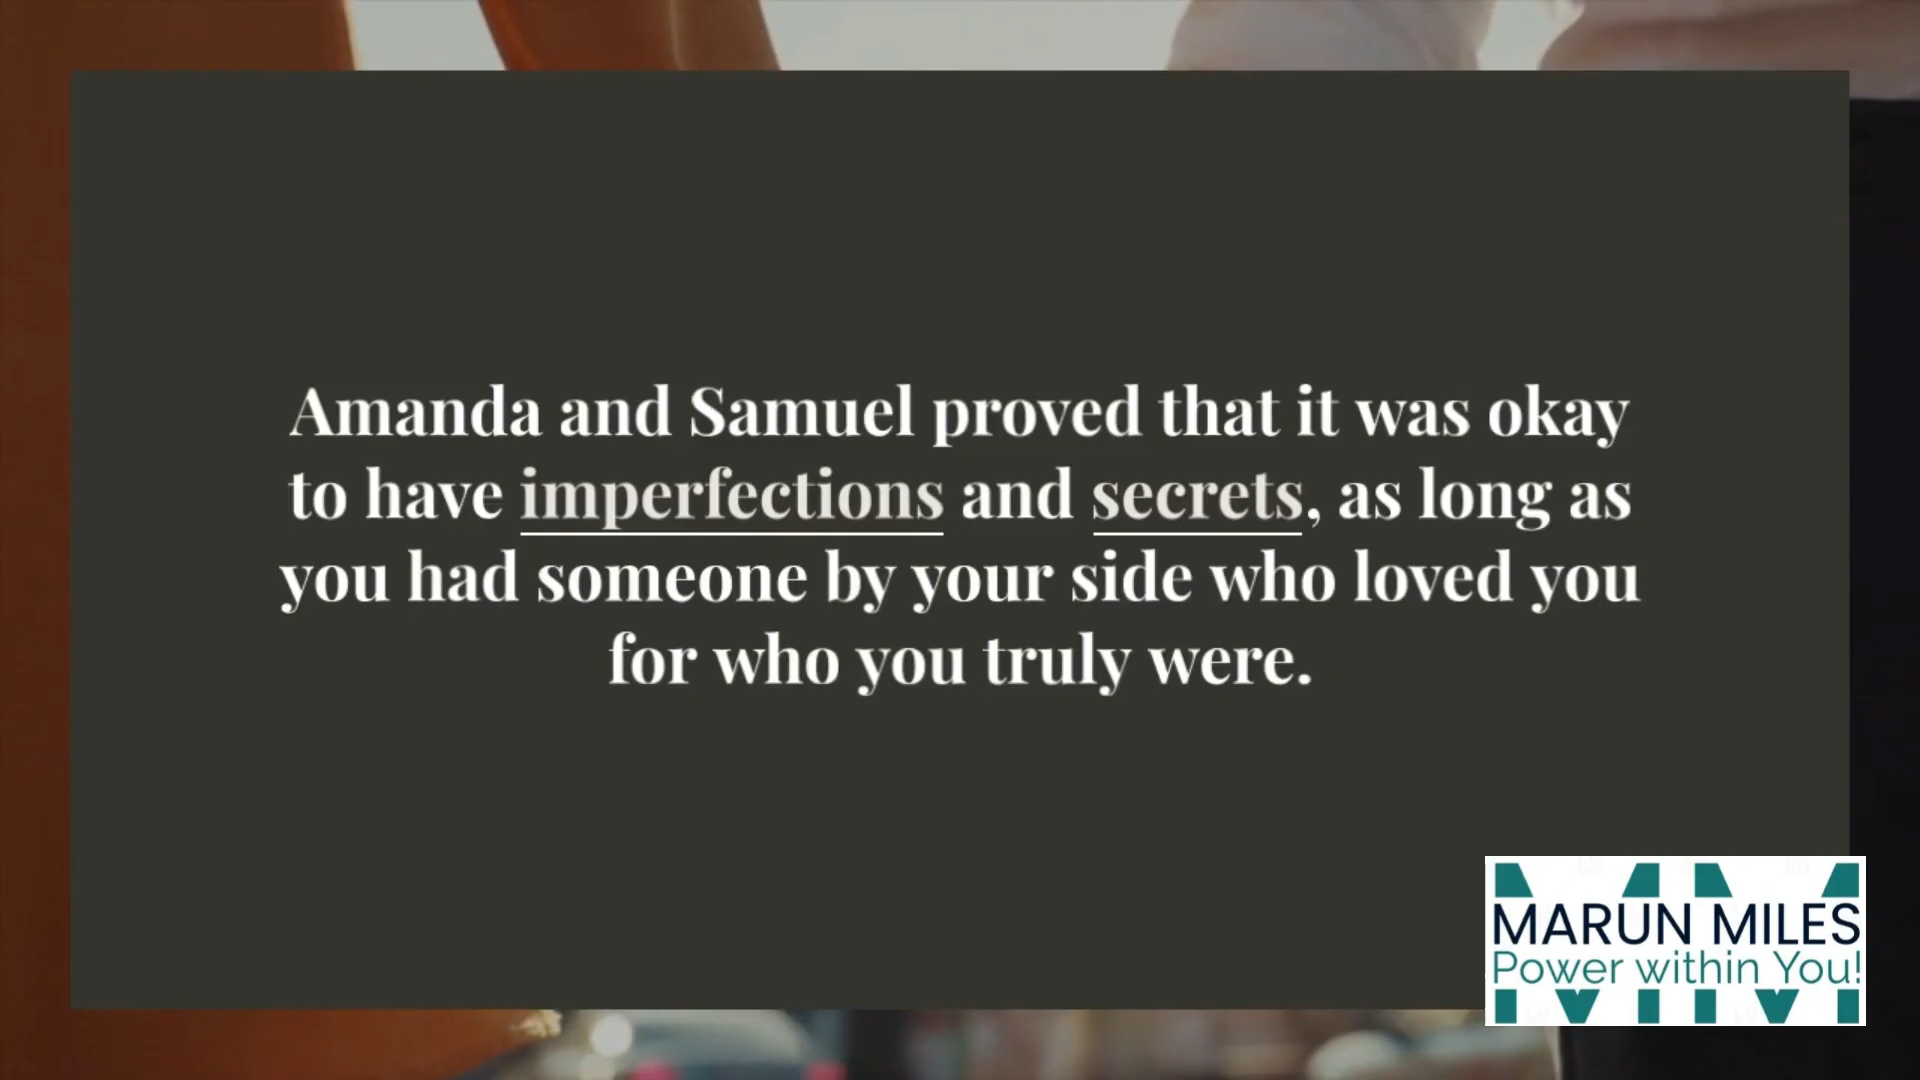 Amanda and Samuel proved that it was okay
to have imperfections and secrets, as long as
you had someone by your side who loved you
for who you truly were.
MARUN MILES
Power within You!